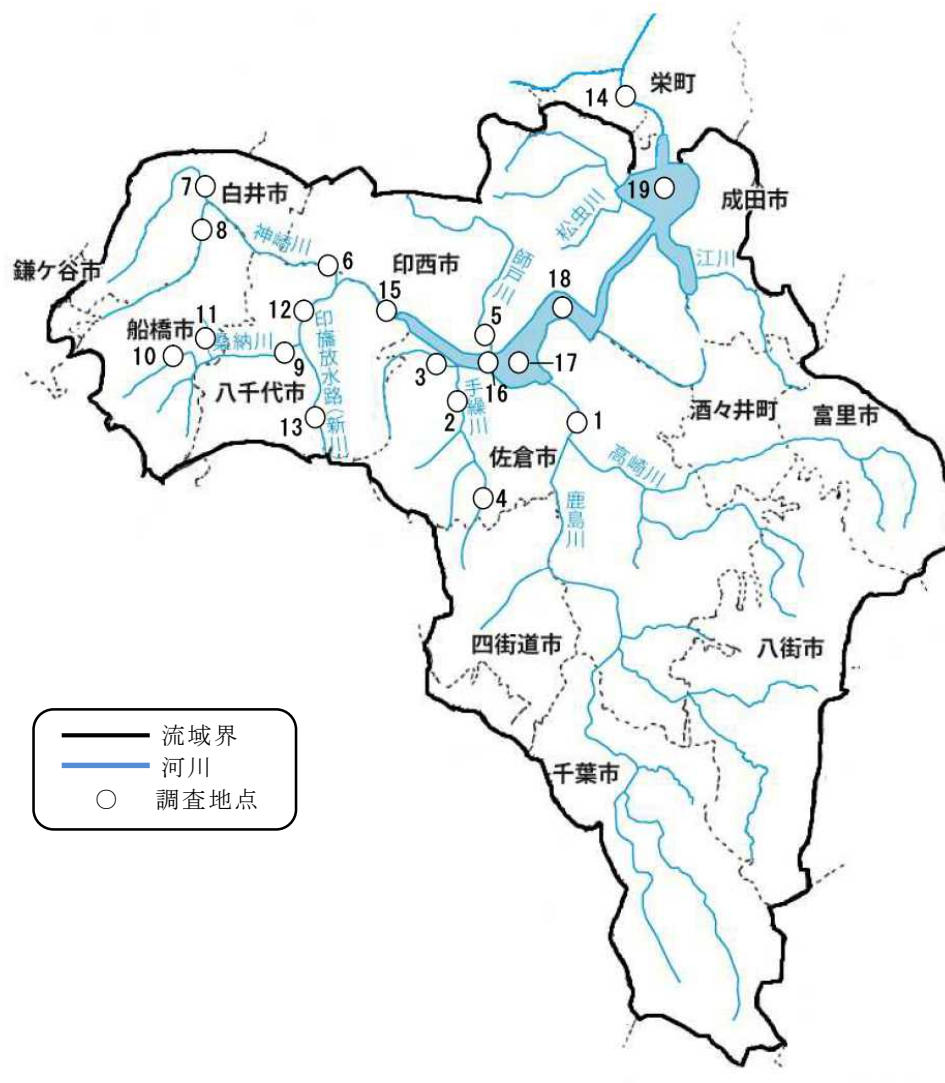 栄町
14
19
成田市
7
白井市
8
神崎川
松虫川
師戸川
江川
鎌ケ谷市
印西市
6
18
12
15
5
船橋市
11
桑納川
印旛放水路(新川)
10
9
3
16
17
八千代市
13
2
手繰川
1
酒々井町
富里市
佐倉市
高崎川
4
鹿島川
四街道市
八街市
千葉市
流域界
河川
調査地点